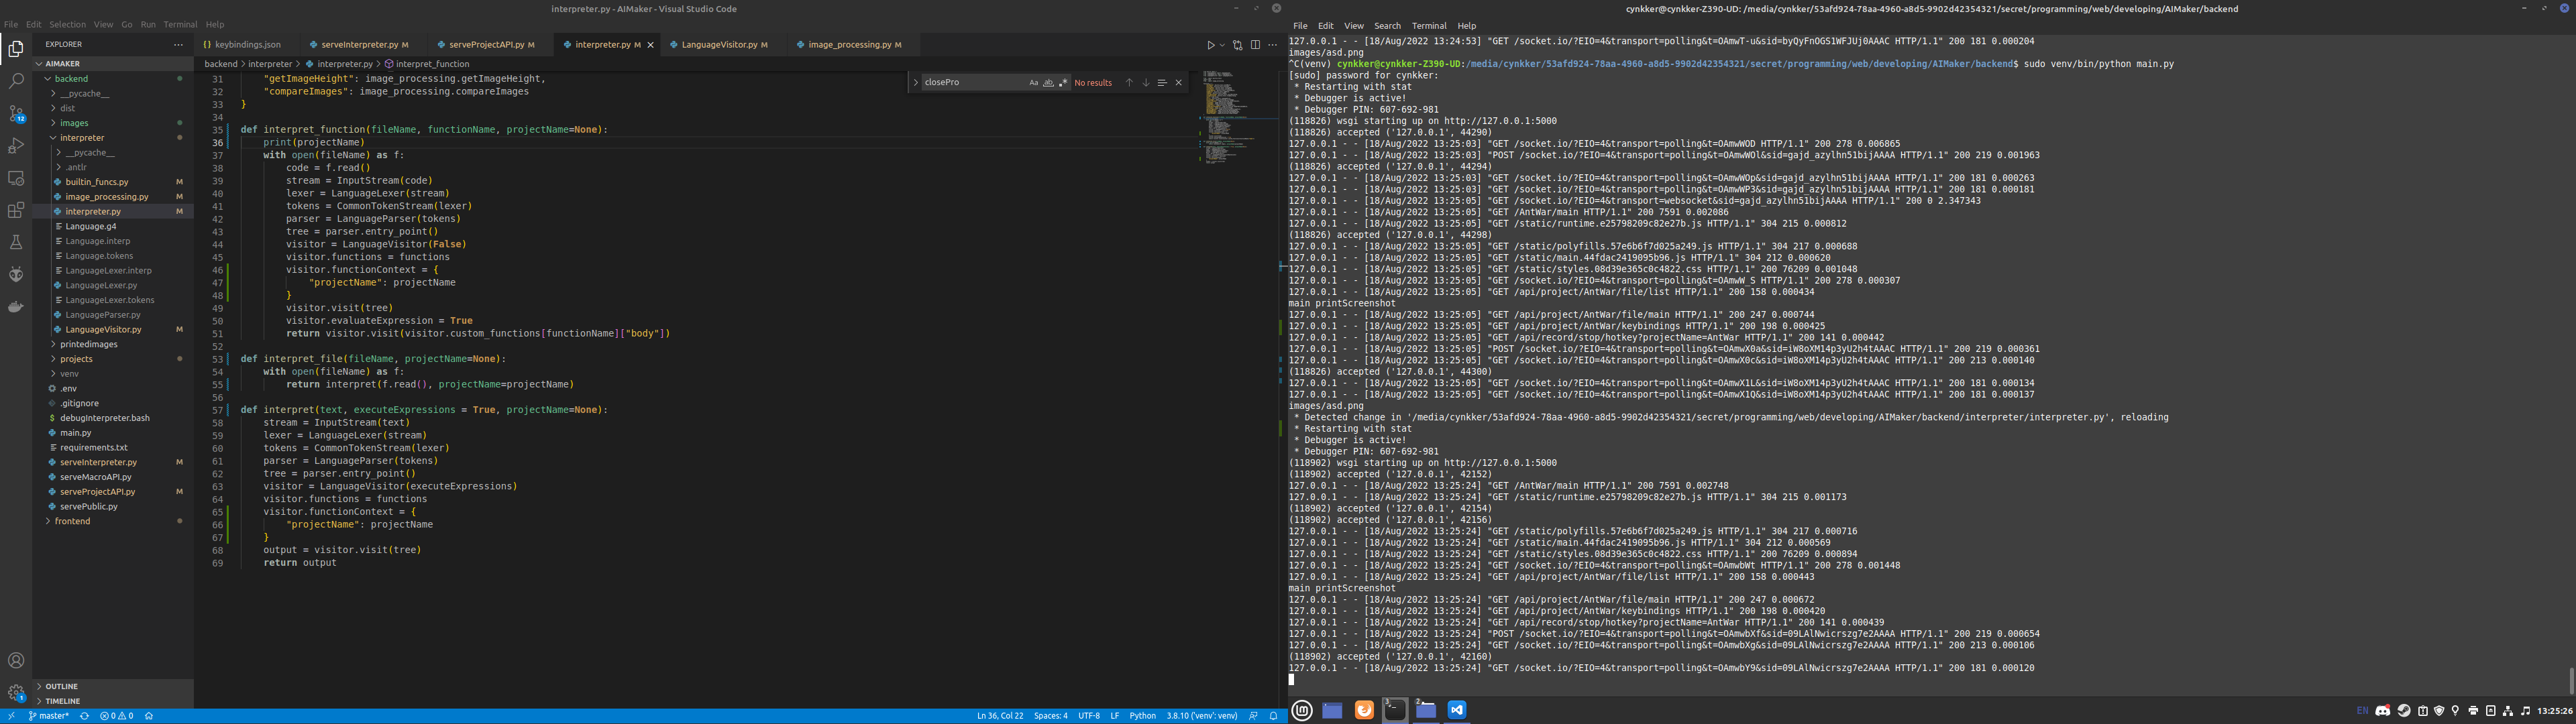 interpreter.py - AIMaker - Visual Studio Code
File Edit Selection View Go Run Terminal Help
EXPLORER
AIMAKER
backend
__pycache__
dist
images
interpreter
__pycache__
.antlr
builtin_funcs.py M
image_processing.py M
interpreter.py M
Language.g4
Language.interp
Language.tokens
LanguageLexer.interp
LanguageLexer.py
LanguageLexer.tokens
LanguageParser.py
LanguageVisitor.py M
printedimages
projects
venv
.env
.gitignore
debugInterpreter.bash
main.py
requirements.txt
serveInterpreter.py M
serveMacroAPI.py
serveProjectAPI.py M
servePublic.py
frontend
OUTLINE
TIMELINE
12
1
keybindings.json serveInterpreter.py M serveProjectAPI.py M interpreter.py M LanguageVisitor.py M image_processing.py M
backend > interpreter > interpreter.py > interpret_function
closePro Aa ab .* No results
31 "getImageHeight": image_processing.getImageHeight,
32 "compareImages": image_processing.compareImages
33 }
34
35 def interpret_function(fileName, functionName, projectName=None):
36 print(projectName)
37 with open(fileName) as f:
38 code = f.read()
39 stream = InputStream(code)
40 lexer = LanguageLexer(stream)
41 tokens = CommonTokenStream(lexer)
42 parser = LanguageParser(tokens)
43 tree = parser.entry_point()
44 visitor = LanguageVisitor(False)
45 visitor.functions = functions
46 visitor.functionContext = {
47 "projectName": projectName
48 }
49 visitor.visit(tree)
50 visitor.evaluateExpression = True
51 return visitor.visit(visitor.custom_functions[functionName]["body"])
52
53 def interpret_file(fileName, projectName=None):
54 with open(fileName) as f:
55 return interpret(f.read(), projectName=projectName)
56
57 def interpret(text, executeExpressions = True, projectName=None):
58 stream = InputStream(text)
59 lexer = LanguageLexer(stream)
60 tokens = CommonTokenStream(lexer)
61 parser = LanguageParser(tokens)
62 tree = parser.entry_point()
63 visitor = LanguageVisitor(executeExpressions)
64 visitor.functions = functions
65 visitor.functionContext = {
66 "projectName": projectName
67 }
68 output = visitor.visit(tree)
69 return output
master* 0 0 Ln 36, Col 22 Spaces: 4 UTF-8 LF Python 3.8.10 ('venv': venv)
cynkker@cynkker-Z390-UD: /media/cynkker/53afd924-78aa-4960-a8d5-9902d42354321/secret/programming/web/developing/AIMaker/backend
File Edit View Search Terminal Help
127.0.0.1 - - [18/Aug/2022 13:24:53] "GET /socket.io/?EIO=4&transport=polling&t=OAmwT-u&sid=byQyFnOGS1WFJUj0AAAC HTTP/1.1" 200 181 0.000204
images/asd.png
^C(venv) cynkker@cynkker-Z390-UD:/media/cynkker/53afd924-78aa-4960-a8d5-9902d42354321/secret/programming/web/developing/AIMaker/backend$ sudo venv/bin/python main.py
[sudo] password for cynkker:
* Restarting with stat
* Debugger is active!
* Debugger PIN: 607-692-981
(118826) wsgi starting up on http://127.0.0.1:5000
(118826) accepted ('127.0.0.1', 44290)
127.0.0.1 - - [18/Aug/2022 13:25:03] "GET /socket.io/?EIO=4&transport=polling&t=OAmwWOD HTTP/1.1" 200 278 0.006865
127.0.0.1 - - [18/Aug/2022 13:25:03] "POST /socket.io/?EIO=4&transport=polling&t=OAmwWOl&sid=gajd_azylhn51bijAAAA HTTP/1.1" 200 219 0.001963
(118826) accepted ('127.0.0.1', 44294)
127.0.0.1 - - [18/Aug/2022 13:25:03] "GET /socket.io/?EIO=4&transport=polling&t=OAmwWOp&sid=gajd_azylhn51bijAAAA HTTP/1.1" 200 181 0.000263
127.0.0.1 - - [18/Aug/2022 13:25:03] "GET /socket.io/?EIO=4&transport=polling&t=OAmwWP3&sid=gajd_azylhn51bijAAAA HTTP/1.1" 200 181 0.000181
127.0.0.1 - - [18/Aug/2022 13:25:05] "GET /socket.io/?EIO=4&transport=websocket&sid=gajd_azylhn51bijAAAA HTTP/1.1" 200 0 2.347343
127.0.0.1 - - [18/Aug/2022 13:25:05] "GET /AntWar/main HTTP/1.1" 200 7591 0.002086
127.0.0.1 - - [18/Aug/2022 13:25:05] "GET /static/runtime.e25798209c82e27b.js HTTP/1.1" 304 215 0.000812
(118826) accepted ('127.0.0.1', 44298)
127.0.0.1 - - [18/Aug/2022 13:25:05] "GET /static/polyfills.57e6b6f7d025a249.js HTTP/1.1" 304 217 0.000688
127.0.0.1 - - [18/Aug/2022 13:25:05] "GET /static/main.44fdac2419095b96.js HTTP/1.1" 304 212 0.000620
127.0.0.1 - - [18/Aug/2022 13:25:05] "GET /static/styles.08d39e365c0c4822.css HTTP/1.1" 200 76209 0.001048
127.0.0.1 - - [18/Aug/2022 13:25:05] "GET /socket.io/?EIO=4&transport=polling&t=OAmwW_S HTTP/1.1" 200 278 0.000307
127.0.0.1 - - [18/Aug/2022 13:25:05] "GET /api/project/AntWar/file/list HTTP/1.1" 200 158 0.000434
main printScreenshot
127.0.0.1 - - [18/Aug/2022 13:25:05] "GET /api/project/AntWar/file/main HTTP/1.1" 200 247 0.000744
127.0.0.1 - - [18/Aug/2022 13:25:05] "GET /api/project/AntWar/keybindings HTTP/1.1" 200 198 0.000425
127.0.0.1 - - [18/Aug/2022 13:25:05] "GET /api/record/stop/hotkey?projectName=AntWar HTTP/1.1" 200 141 0.000442
127.0.0.1 - - [18/Aug/2022 13:25:05] "POST /socket.io/?EIO=4&transport=polling&t=OAmwX0a&sid=iW8oXM14p3yU2h4tAAAC HTTP/1.1" 200 219 0.000361
127.0.0.1 - - [18/Aug/2022 13:25:05] "GET /socket.io/?EIO=4&transport=polling&t=OAmwX0c&sid=iW8oXM14p3yU2h4tAAAC HTTP/1.1" 200 213 0.000140
(118826) accepted ('127.0.0.1', 44300)
127.0.0.1 - - [18/Aug/2022 13:25:05] "GET /socket.io/?EIO=4&transport=polling&t=OAmwX1L&sid=iW8oXM14p3yU2h4tAAAC HTTP/1.1" 200 181 0.000134
127.0.0.1 - - [18/Aug/2022 13:25:05] "GET /socket.io/?EIO=4&transport=polling&t=OAmwX1Q&sid=iW8oXM14p3yU2h4tAAAC HTTP/1.1" 200 181 0.000137
images/asd.png
* Detected change in '/media/cynkker/53afd924-78aa-4960-a8d5-9902d42354321/secret/programming/web/developing/AIMaker/backend/interpreter/interpreter.py', reloading
* Restarting with stat
* Debugger is active!
* Debugger PIN: 607-692-981
(118902) wsgi starting up on http://127.0.0.1:5000
(118902) accepted ('127.0.0.1', 42152)
127.0.0.1 - - [18/Aug/2022 13:25:24] "GET /AntWar/main HTTP/1.1" 200 7591 0.002748
127.0.0.1 - - [18/Aug/2022 13:25:24] "GET /static/runtime.e25798209c82e27b.js HTTP/1.1" 304 215 0.001173
(118902) accepted ('127.0.0.1', 42154)
(118902) accepted ('127.0.0.1', 42156)
127.0.0.1 - - [18/Aug/2022 13:25:24] "GET /static/polyfills.57e6b6f7d025a249.js HTTP/1.1" 304 217 0.000716
127.0.0.1 - - [18/Aug/2022 13:25:24] "GET /static/main.44fdac2419095b96.js HTTP/1.1" 304 212 0.000569
127.0.0.1 - - [18/Aug/2022 13:25:24] "GET /static/styles.08d39e365c0c4822.css HTTP/1.1" 200 76209 0.000894
127.0.0.1 - - [18/Aug/2022 13:25:24] "GET /socket.io/?EIO=4&transport=polling&t=OAmwbWt HTTP/1.1" 200 278 0.001448
127.0.0.1 - - [18/Aug/2022 13:25:24] "GET /api/project/AntWar/file/list HTTP/1.1" 200 158 0.000443
main printScreenshot
127.0.0.1 - - [18/Aug/2022 13:25:24] "GET /api/project/AntWar/file/main HTTP/1.1" 200 247 0.000672
127.0.0.1 - - [18/Aug/2022 13:25:24] "GET /api/project/AntWar/keybindings HTTP/1.1" 200 198 0.000420
127.0.0.1 - - [18/Aug/2022 13:25:24] "GET /api/record/stop/hotkey?projectName=AntWar HTTP/1.1" 200 141 0.000439
127.0.0.1 - - [18/Aug/2022 13:25:24] "POST /socket.io/?EIO=4&transport=polling&t=OAmwbXf&sid=09LAlNwicrszg7e2AAAA HTTP/1.1" 200 219 0.000654
127.0.0.1 - - [18/Aug/2022 13:25:24] "GET /socket.io/?EIO=4&transport=polling&t=OAmwbXg&sid=09LAlNwicrszg7e2AAAA HTTP/1.1" 200 213 0.000106
(118902) accepted ('127.0.0.1', 42160)
127.0.0.1 - - [18/Aug/2022 13:25:24] "GET /socket.io/?EIO=4&transport=polling&t=OAmwbY9&sid=09LAlNwicrszg7e2AAAA HTTP/1.1" 200 181 0.000120
EN 13:25:26